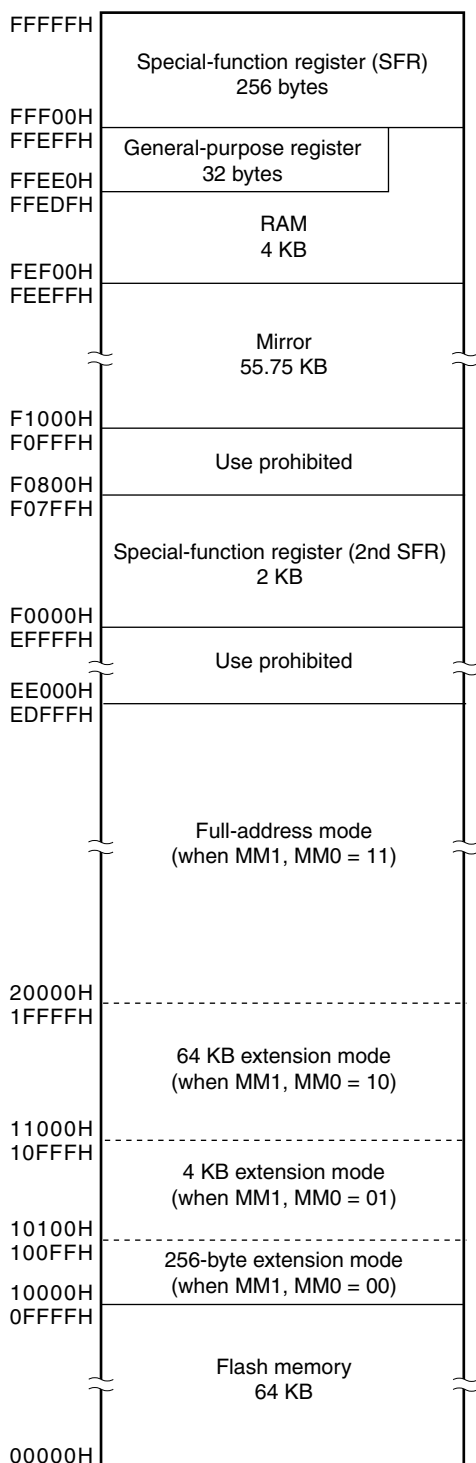 FFFFFH
Special-function register (SFR)
256 bytes
FFF00H
FFEFFH
General-purpose register
32 bytes
FFEE0H
FFEDFH
RAM
4 KB
FEF00H
FEEFFH
Mirror
55.75 KB
F1000H
F0FFFH
Use prohibited
F0800H
F07FFH
Special-function register (2nd SFR)
2 KB
F0000H
EFFFFH
Use prohibited
EE000H
EDFFFH
Full-address mode
(when MM1, MM0 = 11)
20000H
1FFFFH
64 KB extension mode
(when MM1, MM0 = 10)
11000H
10FFFH
4 KB extension mode
(when MM1, MM0 = 01)
10100H
100FFH
256-byte extension mode
(when MM1, MM0 = 00)
10000H
0FFFFH
Flash memory
64 KB
00000H